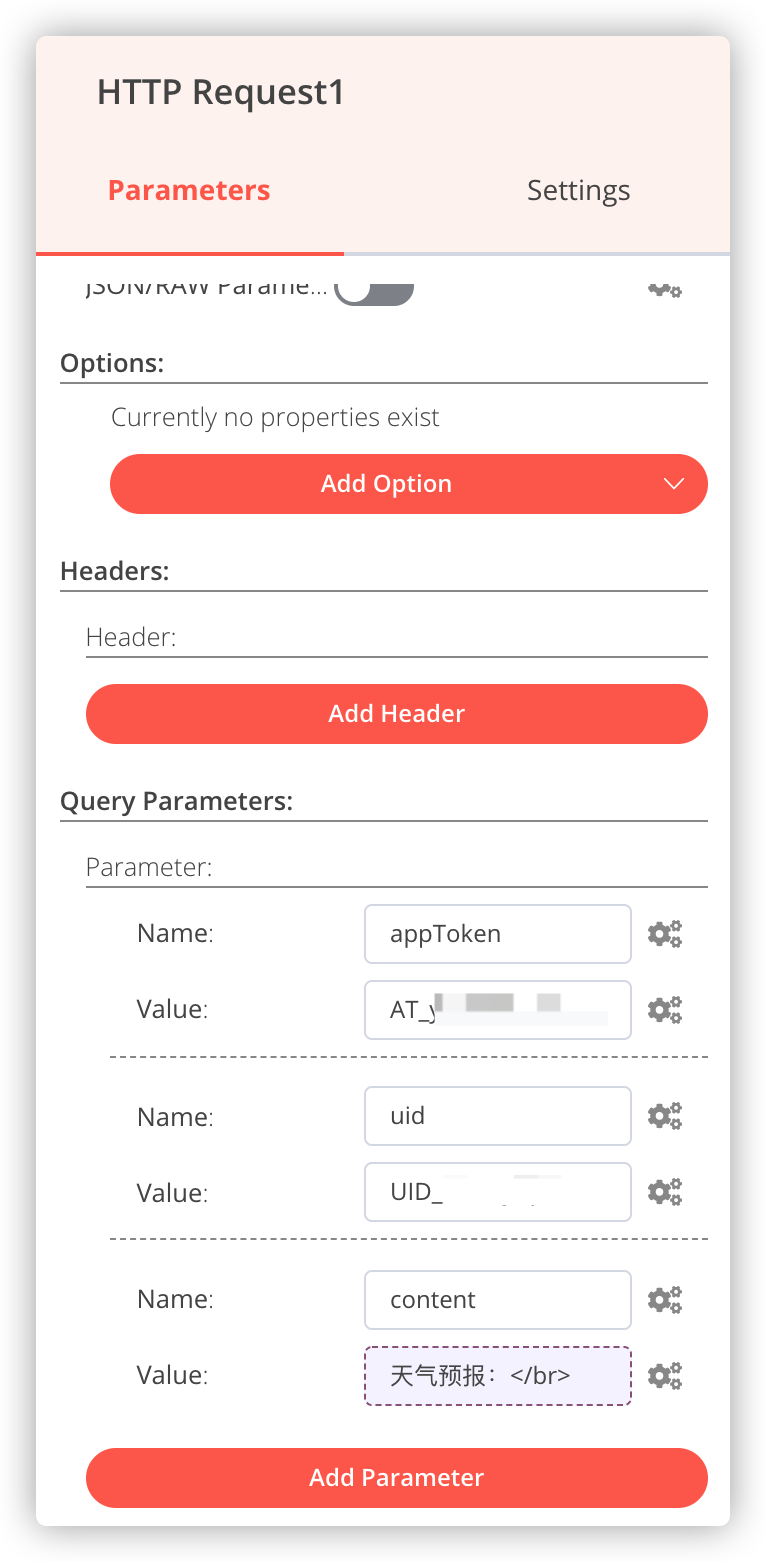 HTTP Request1
Parameters
Settings
JSON/RAW Parame...
Options:
Currently no properties exist
Add Option
Headers:
Header:
Add Header
Query Parameters:
Parameter:
Name:
appToken
Value:
AT_y
Name:
uid
Value:
UID_
Name:
content
Value:
天气预报：</br>
Add Parameter